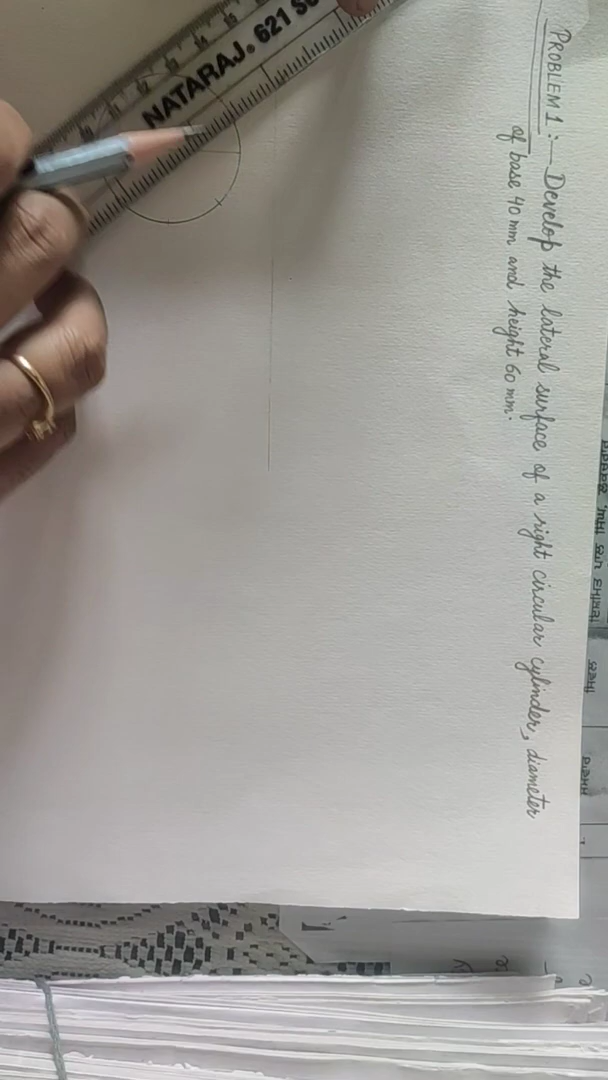 PROBLEM 1 :— Develop the lateral surface of a right circular cylinder, diameter
of base 40 mm and height 60 mm.
NATARAJ® 621